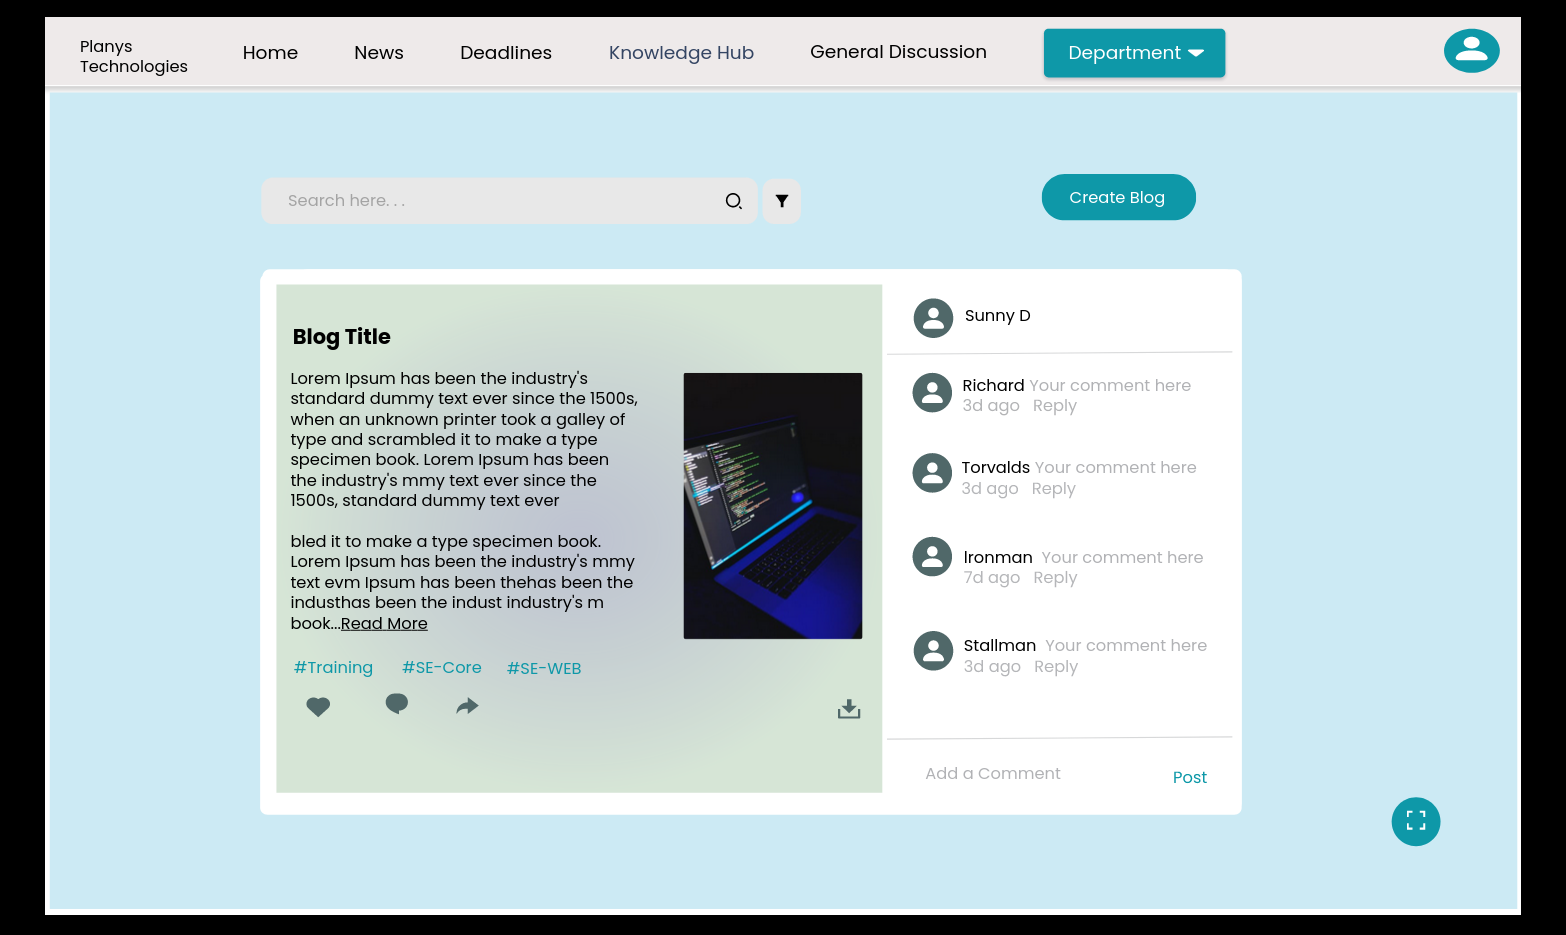 Planys
Technologies
Home
News
Deadlines
Knowledge Hub
General Discussion
Department
Search here. . .
Create Blog
Blog Title
Lorem Ipsum has been the industry's
standard dummy text ever since the 1500s,
when an unknown printer took a galley of
type and scrambled it to make a type
specimen book. Lorem Ipsum has been
the industry's mmy text ever since the
1500s, standard dummy text ever
bled it to make a type specimen book.
Lorem Ipsum has been the industry's mmy
text evm Ipsum has been thehas been the
industhas been the indust industry's m
book...Read More
#Training #SE-Core #SE-WEB
Sunny D
Richard Your comment here
3d ago Reply
Torvalds Your comment here
3d ago Reply
Ironman Your comment here
7d ago Reply
Stallman Your comment here
3d ago Reply
Add a Comment
Post